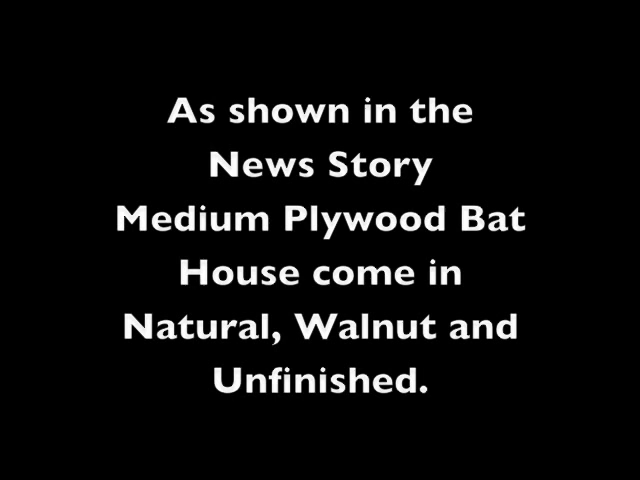 As shown in the
News Story
Medium Plywood Bat
House come in
Natural, Walnut and
Unfinished.